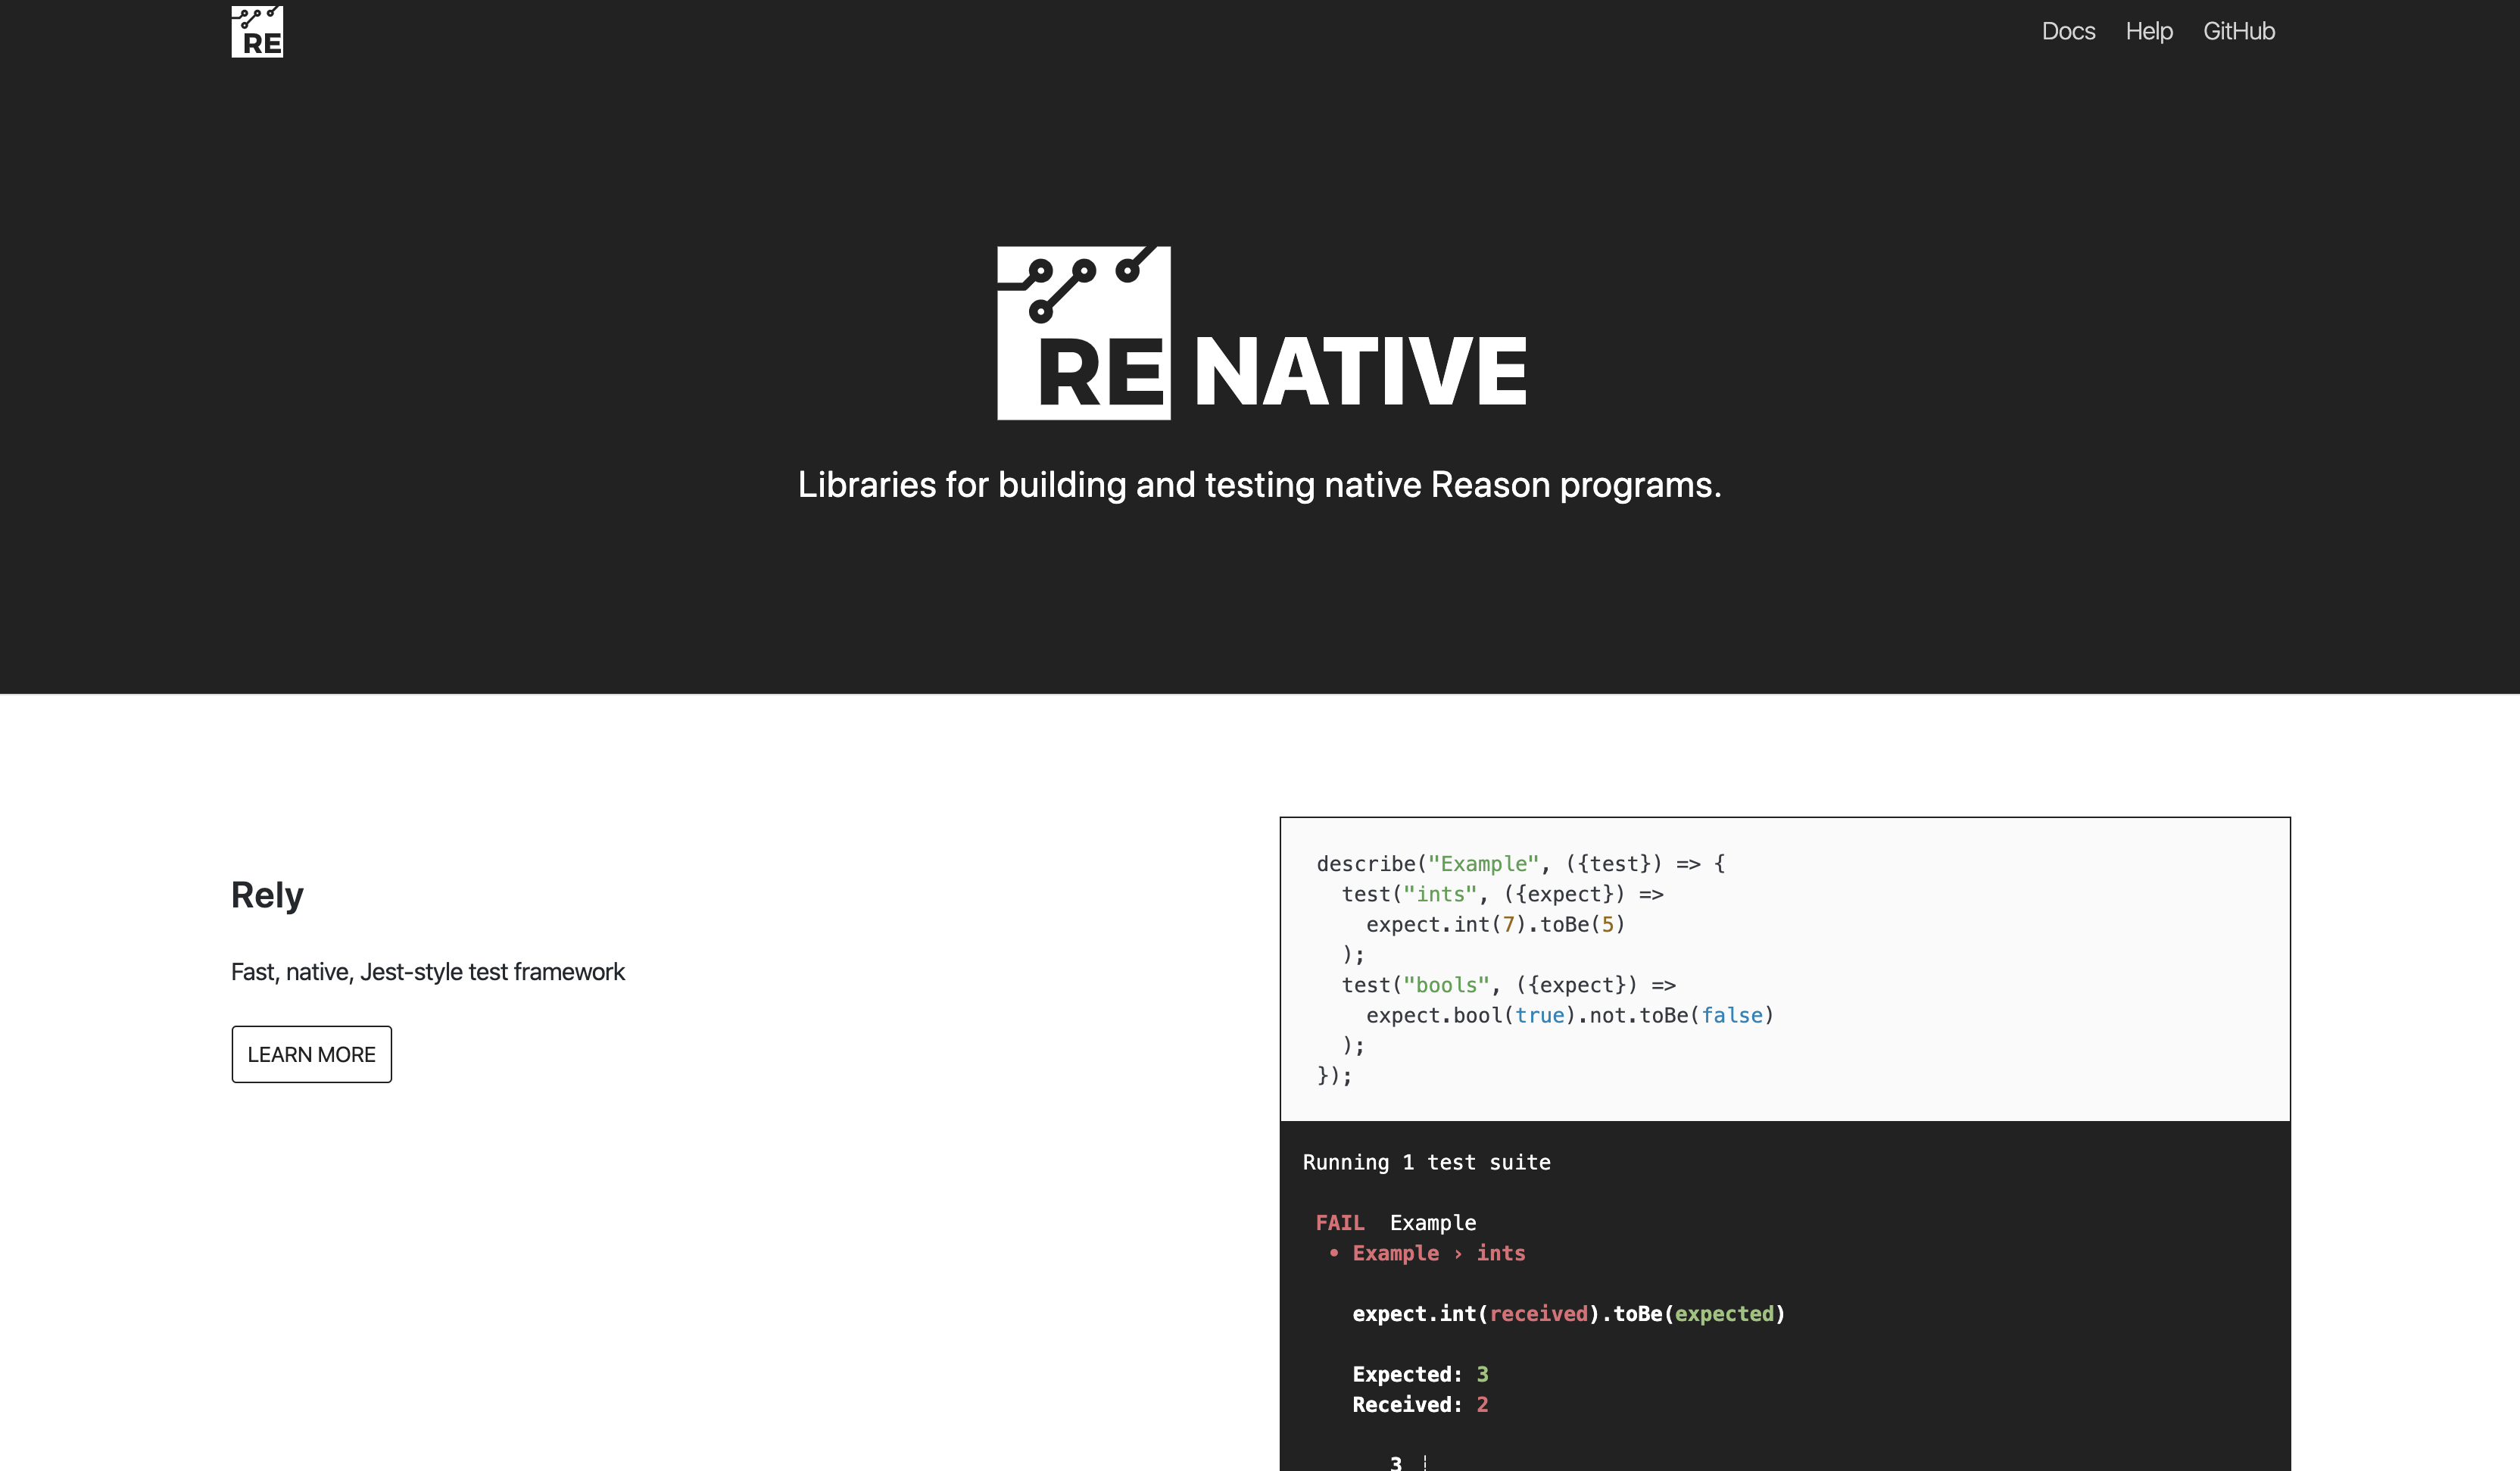 RE
Docs Help GitHub
RE NATIVE
Libraries for building and testing native Reason programs.
Rely
Fast, native, Jest-style test framework
LEARN MORE
describe("Example", ({test}) => {
  test("ints", ({expect}) =>
    expect.int(7).toBe(5)
  );
  test("bools", ({expect}) =>
    expect.bool(true).not.toBe(false)
  );
});
Running 1 test suite
FAIL  Example
• Example › ints
expect.int(received).toBe(expected)
Expected: 3
Received: 2
3 ┆